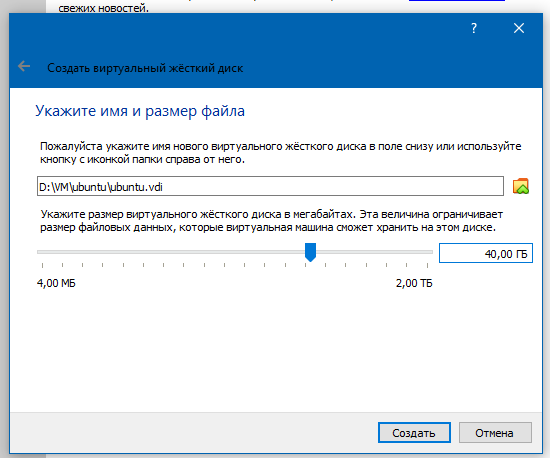 свежих новостей.
?
Создать виртуальный жёсткий диск
Укажите имя и размер файла
Пожалуйста укажите имя нового виртуального жёсткого диска в поле снизу или используйте
кнопку с иконкой папки справа от него.
D:\VM\ubuntu\ubuntu.vdi
Укажите размер виртуального жёсткого диска в мегабайтах. Эта величина ограничивает
размер файловых данных, которые виртуальная машина сможет хранить на этом диске.
40,00 ГБ
4,00 МБ 2,00 ТБ
Создать Отмена